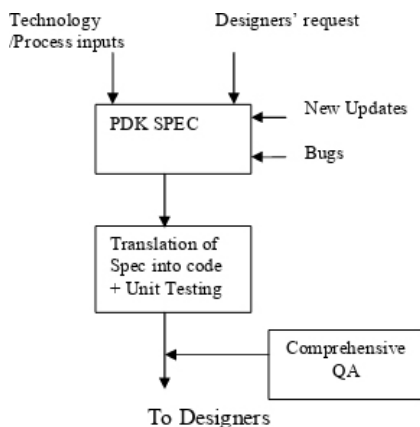 Technology
/Process inputs
Designers' request
PDK SPEC
New Updates
Bugs
Translation of
Spec into code
+ Unit Testing
Comprehensive
QA
To Designers